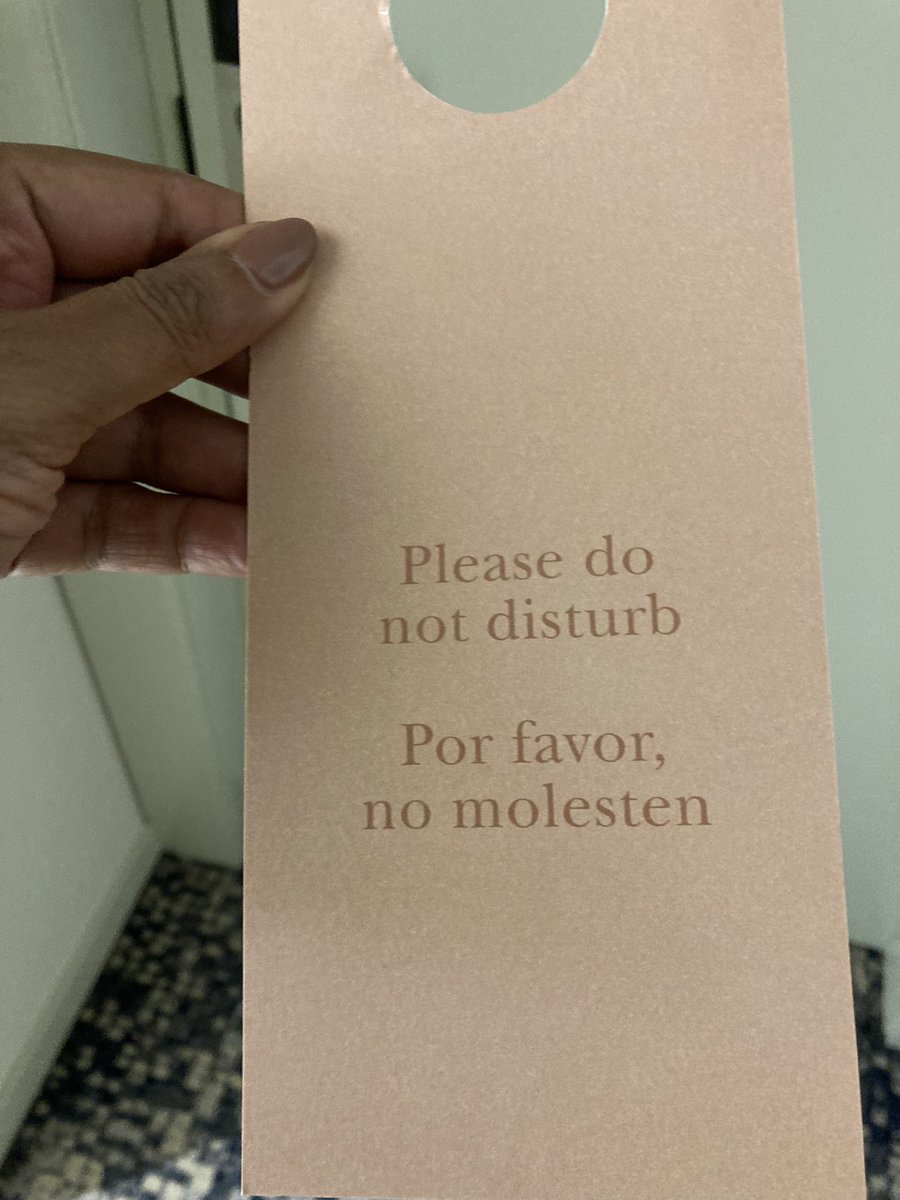 Please do
not disturb
Por favor,
no molesten